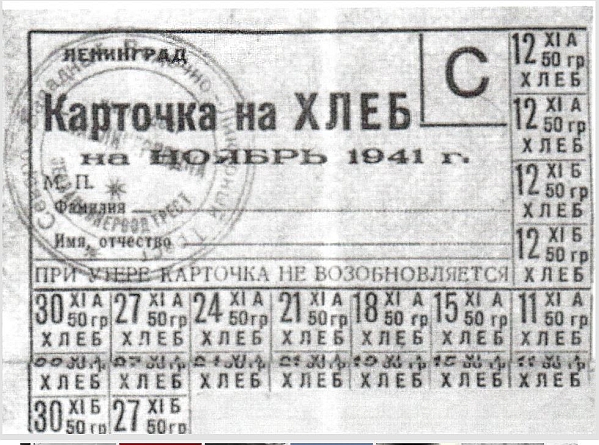 ЛЕНИНГРАД
Карточка на ХЛЕБ
С
на НОЯБРЬ 1941 г.
М. П.
Фамилия
Имя, отчество
ПРИ УТЕРЕ КАРТОЧКА НЕ ВОЗОБНОВЛЯЕТСЯ
12 XI А
50 гр
ХЛЕБ
12 XI А
50 гр
ХЛЕБ
12 XI Б
50 гр
ХЛЕБ
12 XI Б
50 гр
ХЛЕБ
30 XI А 27 XI А 24 XI А 21 XI А 18 XI А 15 XI А 11 XI А
50 гр 50 гр 50 гр 50 гр 50 гр 50 гр 50 гр
ХЛЕБ ХЛЕБ ХЛЕБ ХЛЕБ ХЛЕБ ХЛЕБ ХЛЕБ
ХЛЕБ ХЛЕБ ХЛЕБ ХЛЕБ ХЛЕБ ХЛЕБ ХЛЕБ
30 XI Б 27 XI Б
50 гр 50 гр